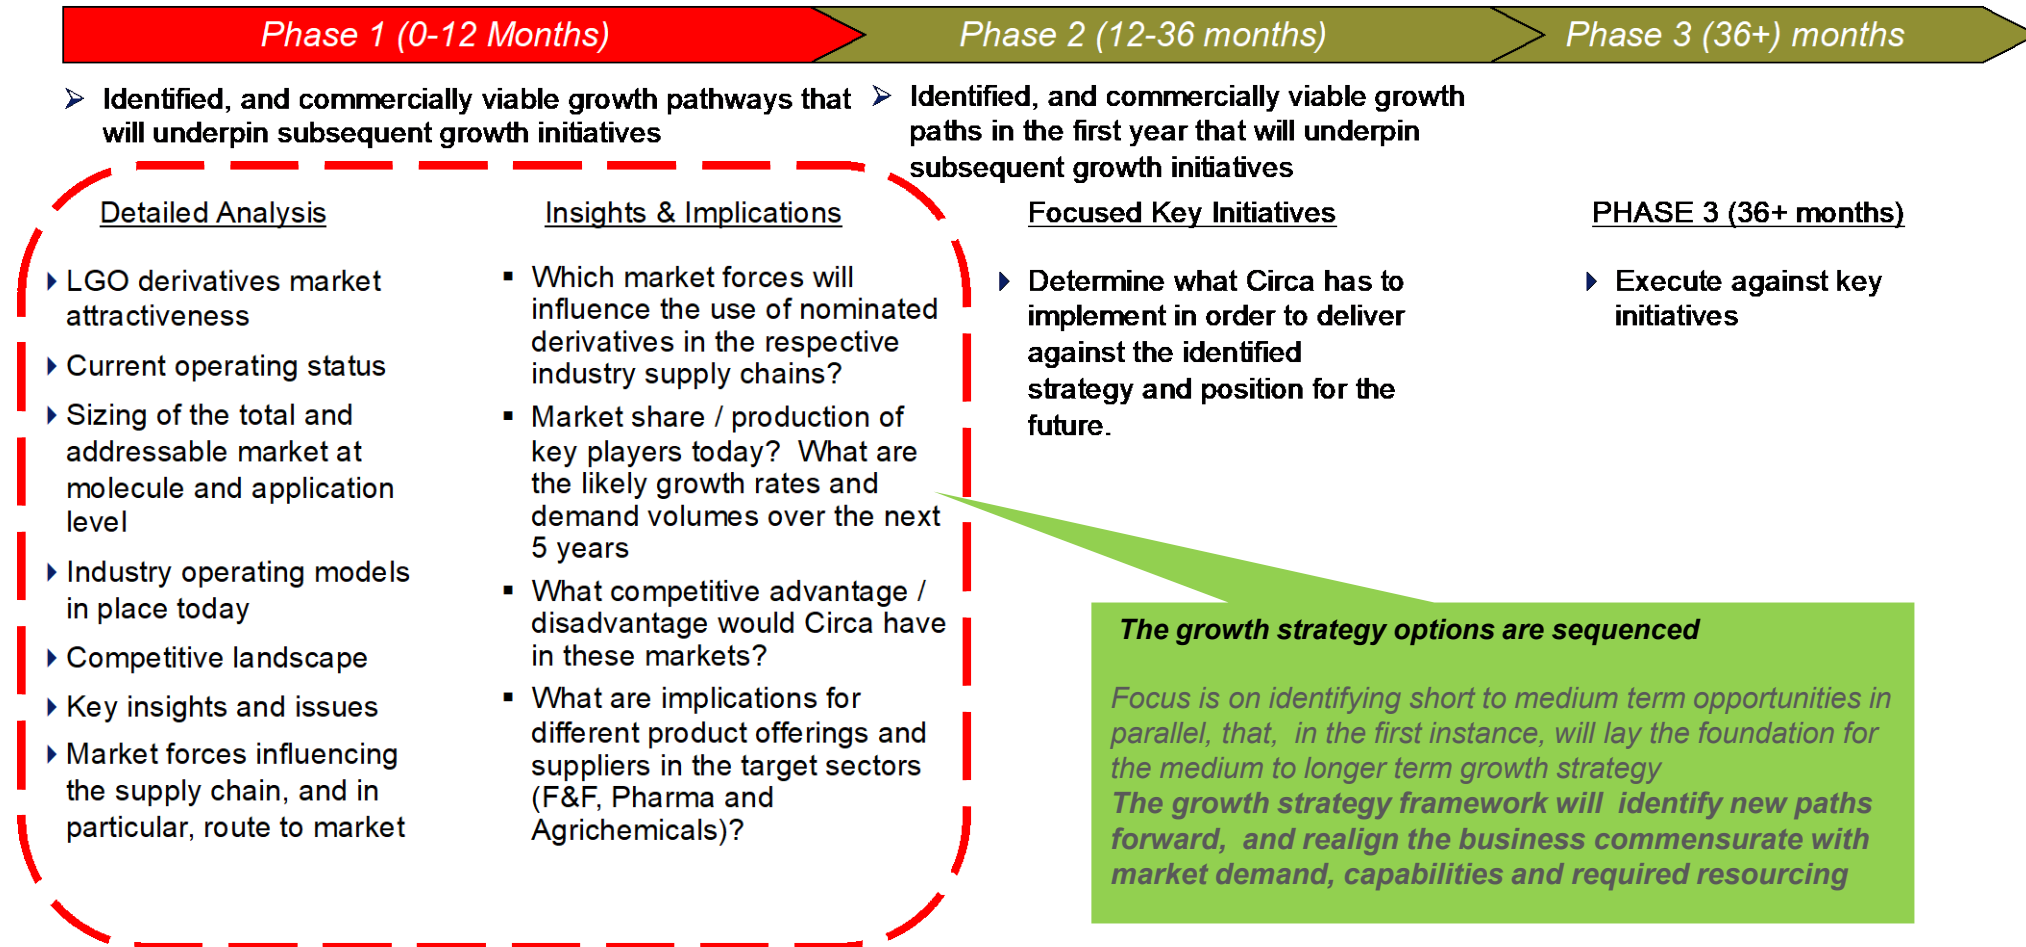 Phase 1 (0-12 Months)
Phase 2 (12-36 months)
Phase 3 (36+) months
Identified, and commercially viable growth pathways that
will underpin subsequent growth initiatives
Identified, and commercially viable growth
paths in the first year that will underpin
subsequent growth initiatives
Detailed Analysis
LGO derivatives market
attractiveness
Current operating status
Sizing of the total and
addressable market at
molecule and application
level
Industry operating models
in place today
Competitive landscape
Key insights and issues
Market forces influencing
the supply chain, and in
particular, route to market
Insights & Implications
Which market forces will
influence the use of nominated
derivatives in the respective
industry supply chains?
Market share / production of
key players today?  What are
the likely growth rates and
demand volumes over the next
5 years
What competitive advantage /
disadvantage would Circa have
in these markets?
What are implications for
different product offerings and
suppliers in the target sectors
(F&F, Pharma and
Agrichemicals)?
Focused Key Initiatives
Determine what Circa has to
implement in order to deliver
against the identified
strategy and position for the
future.
PHASE 3 (36+ months)
Execute against key
initiatives
The growth strategy options are sequenced
Focus is on identifying short to medium term opportunities in
parallel, that,  in the first instance, will lay the foundation for
the medium to longer term growth strategy
The growth strategy framework will  identify new paths
forward,  and realign the business commensurate with
market demand, capabilities and required resourcing